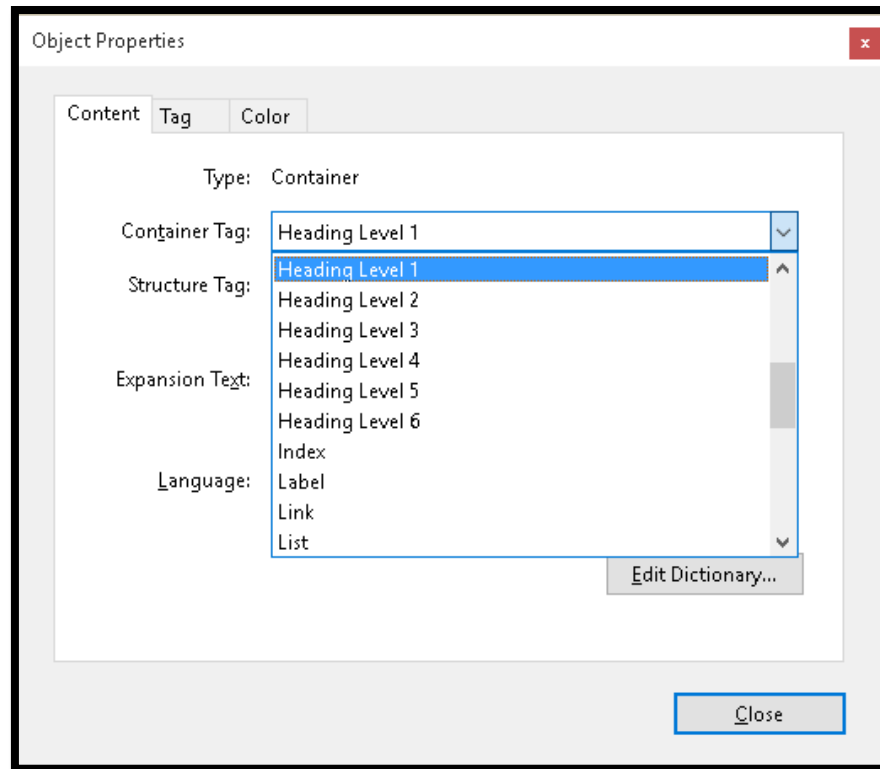 Object Properties x
Content Tag Color
Type: Container
Container Tag: Heading Level 1
Structure Tag:
Expansion Text:
Language:
Heading Level 1
Heading Level 2
Heading Level 3
Heading Level 4
Heading Level 5
Heading Level 6
Index
Label
Link
List
Edit Dictionary...
Close